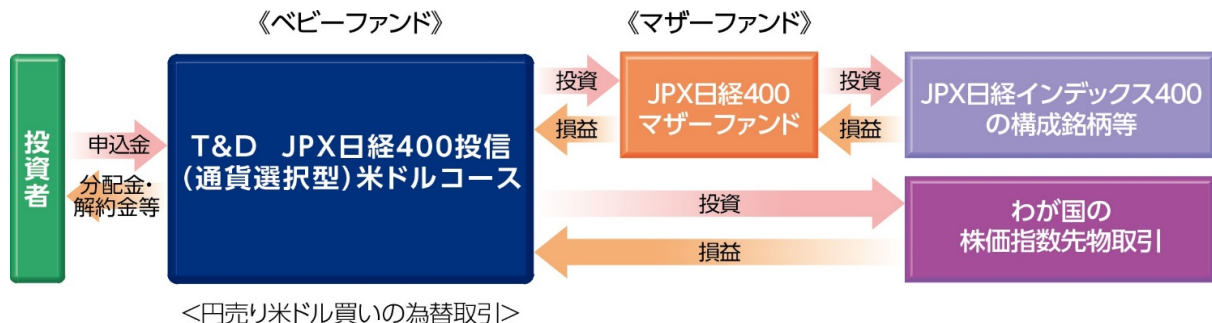 《ベビーファンド》
《マザーファンド》
投資者
申込金
分配金・
解約金等
T&D JPX日経400投信
(通貨選択型)米ドルコース
投資
損益
JPX日経400
マザーファンド
投資
損益
JPX日経インデックス400
の構成銘柄等
投資
損益
わが国の
株価指数先物取引
<円売り米ドル買いの為替取引>